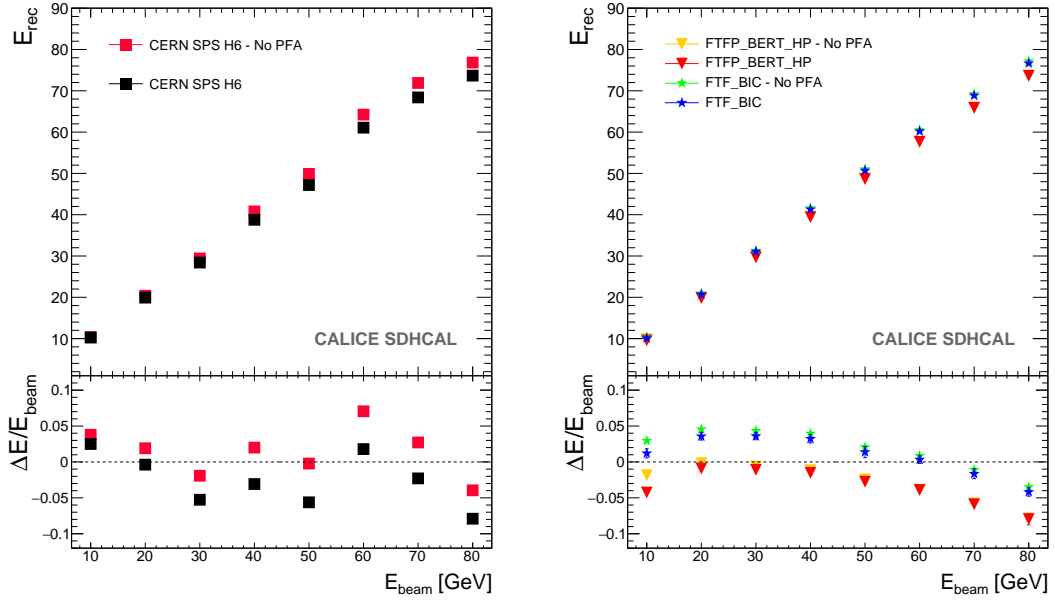 E_rec
90
80
70
60
50
40
30
20
10
CERN SPS H6 - No PFA
CERN SPS H6
CALICE SDHCAL
ΔE/E_beam
0.1
0.05
0
−0.05
−0.1
10 20 30 40 50 60 70 80
E_beam [GeV]
E_rec
90
80
70
60
50
40
30
20
10
FTFP_BERT_HP - No PFA
FTFP_BERT_HP
FTF_BIC - No PFA
FTF_BIC
CALICE SDHCAL
ΔE/E_beam
0.1
0.05
0
−0.05
−0.1
10 20 30 40 50 60 70 80
E_beam [GeV]